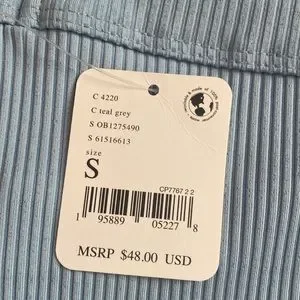 C 4220
C teal grey
S OB1275490
S 61516613
size
S
CP7767 2 2
1 95889 05227 8
MSRP $48.00 USD